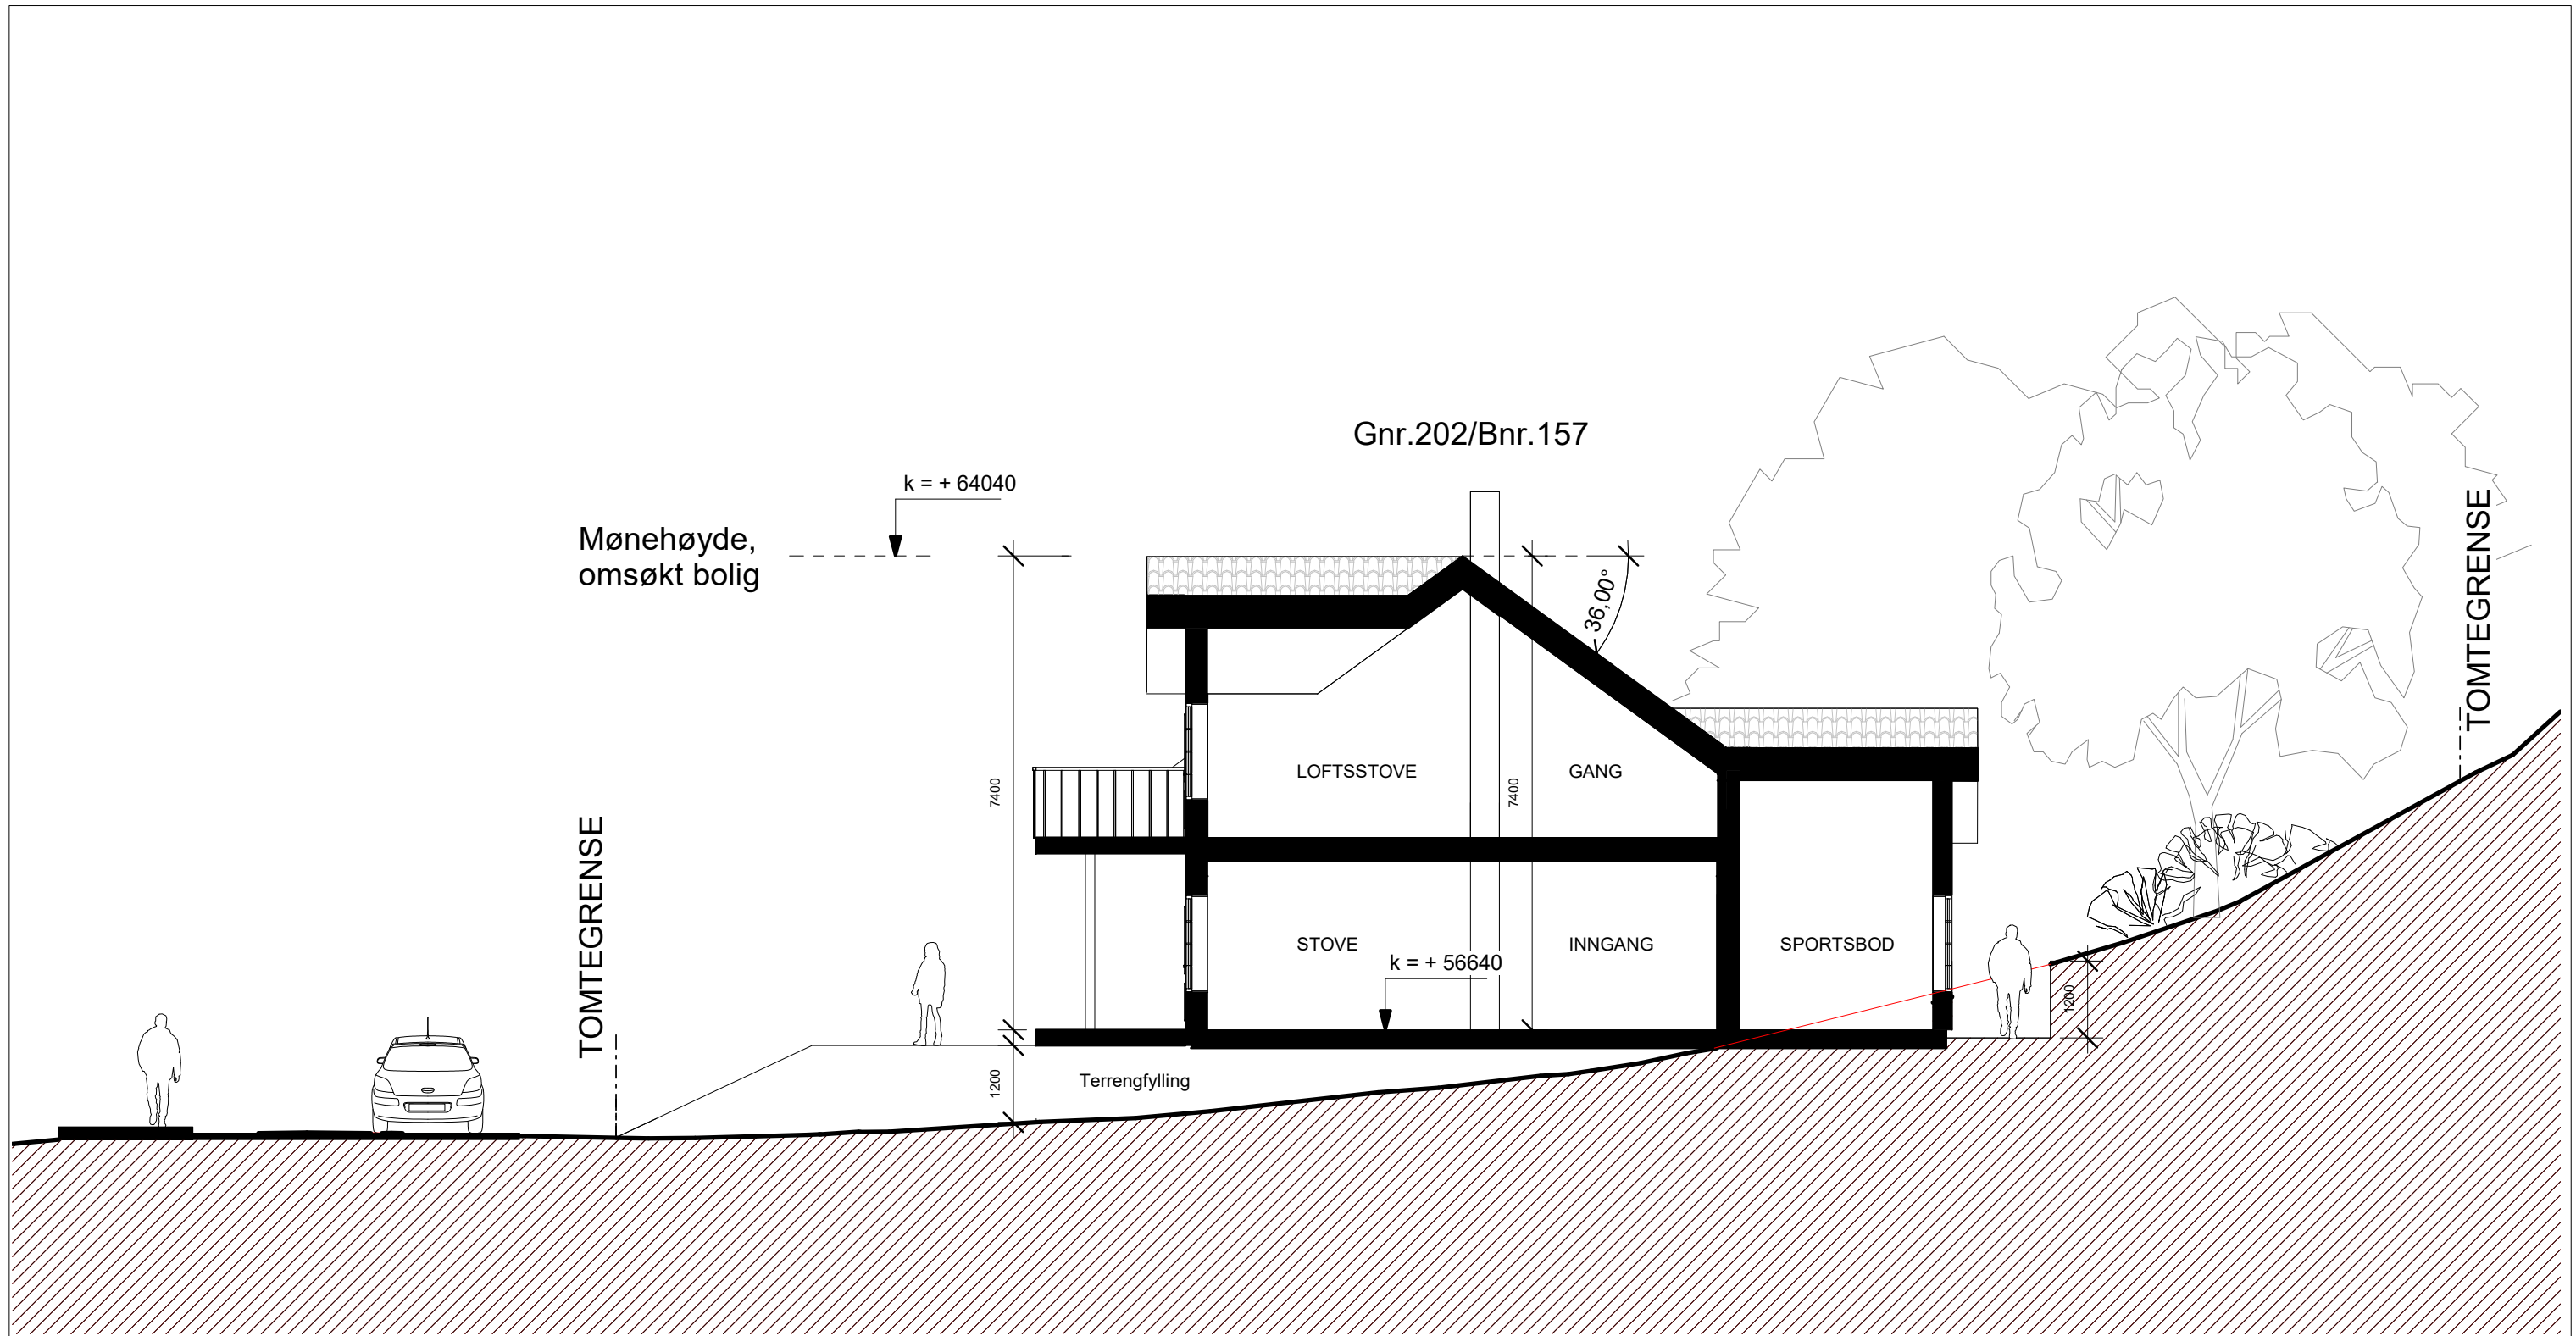 Gnr.202/Bnr.157
k = + 64040
Mønehøyde,
omsøkt bolig
TOMTEGRENSE
36,00°
LOFTSSTOVE
GANG
7400
7400
TOMTEGRENSE
STOVE
INNGANG
SPORTSBOD
k = + 56640
1200
Terrengfylling
1200